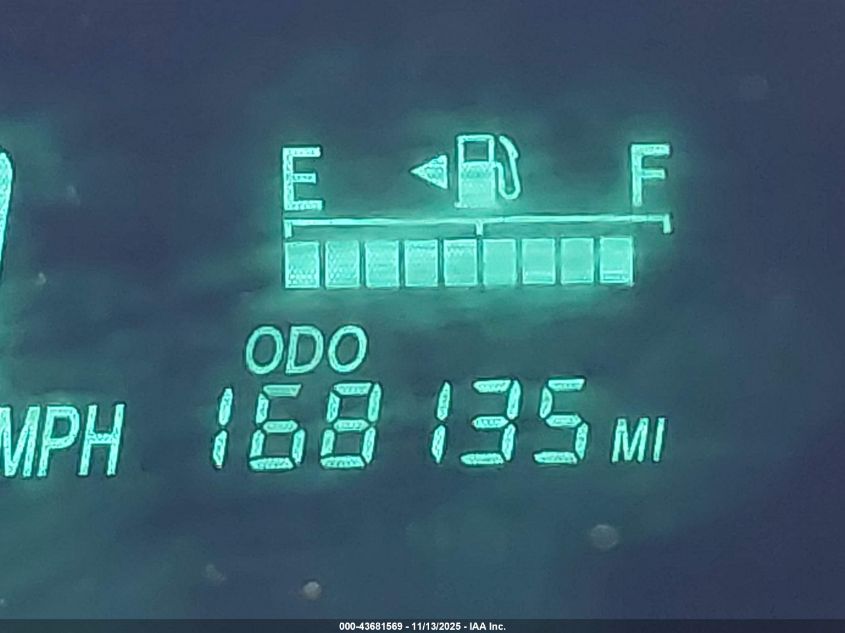 E F
ODO
168135 MI
MPH
000-43681569 - 11/13/2025 - IAA Inc.